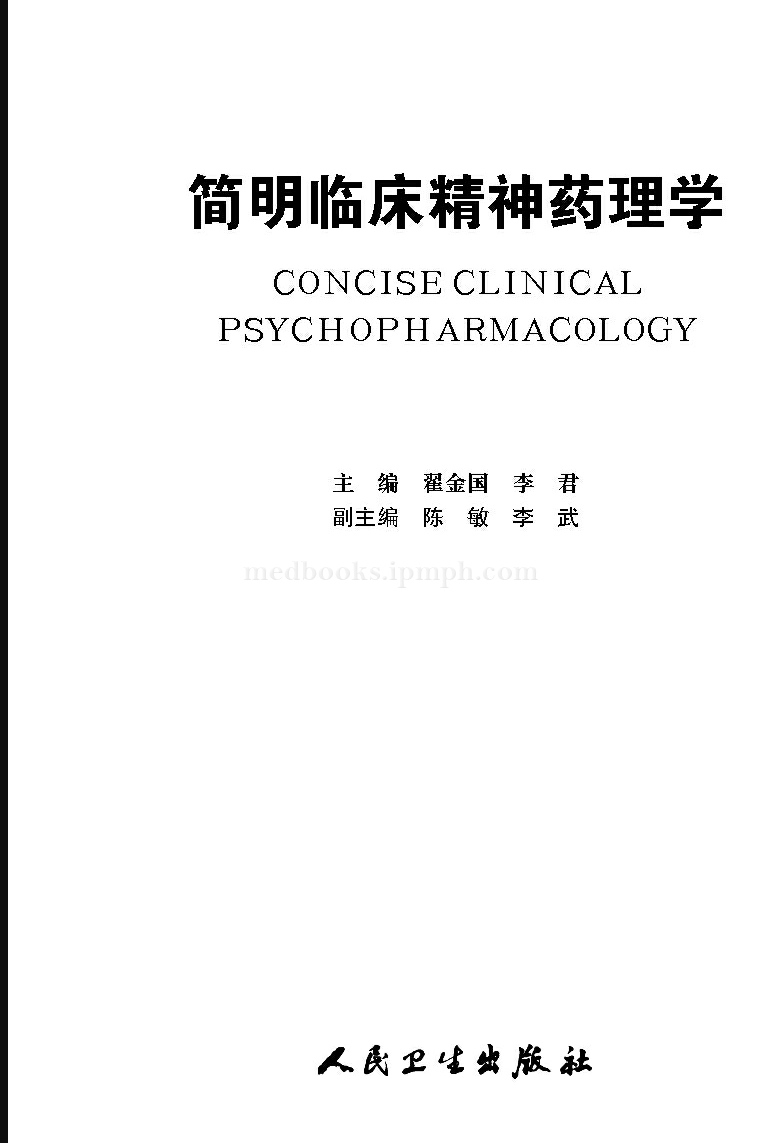 简明临床精神药理学
CONCISE CLINICAL
PSYCHOPHARMACOLOGY
主　编　翟金国　李　君
副主编　陈　敏　李　武
medbooks.ipmph.com
人民卫生出版社